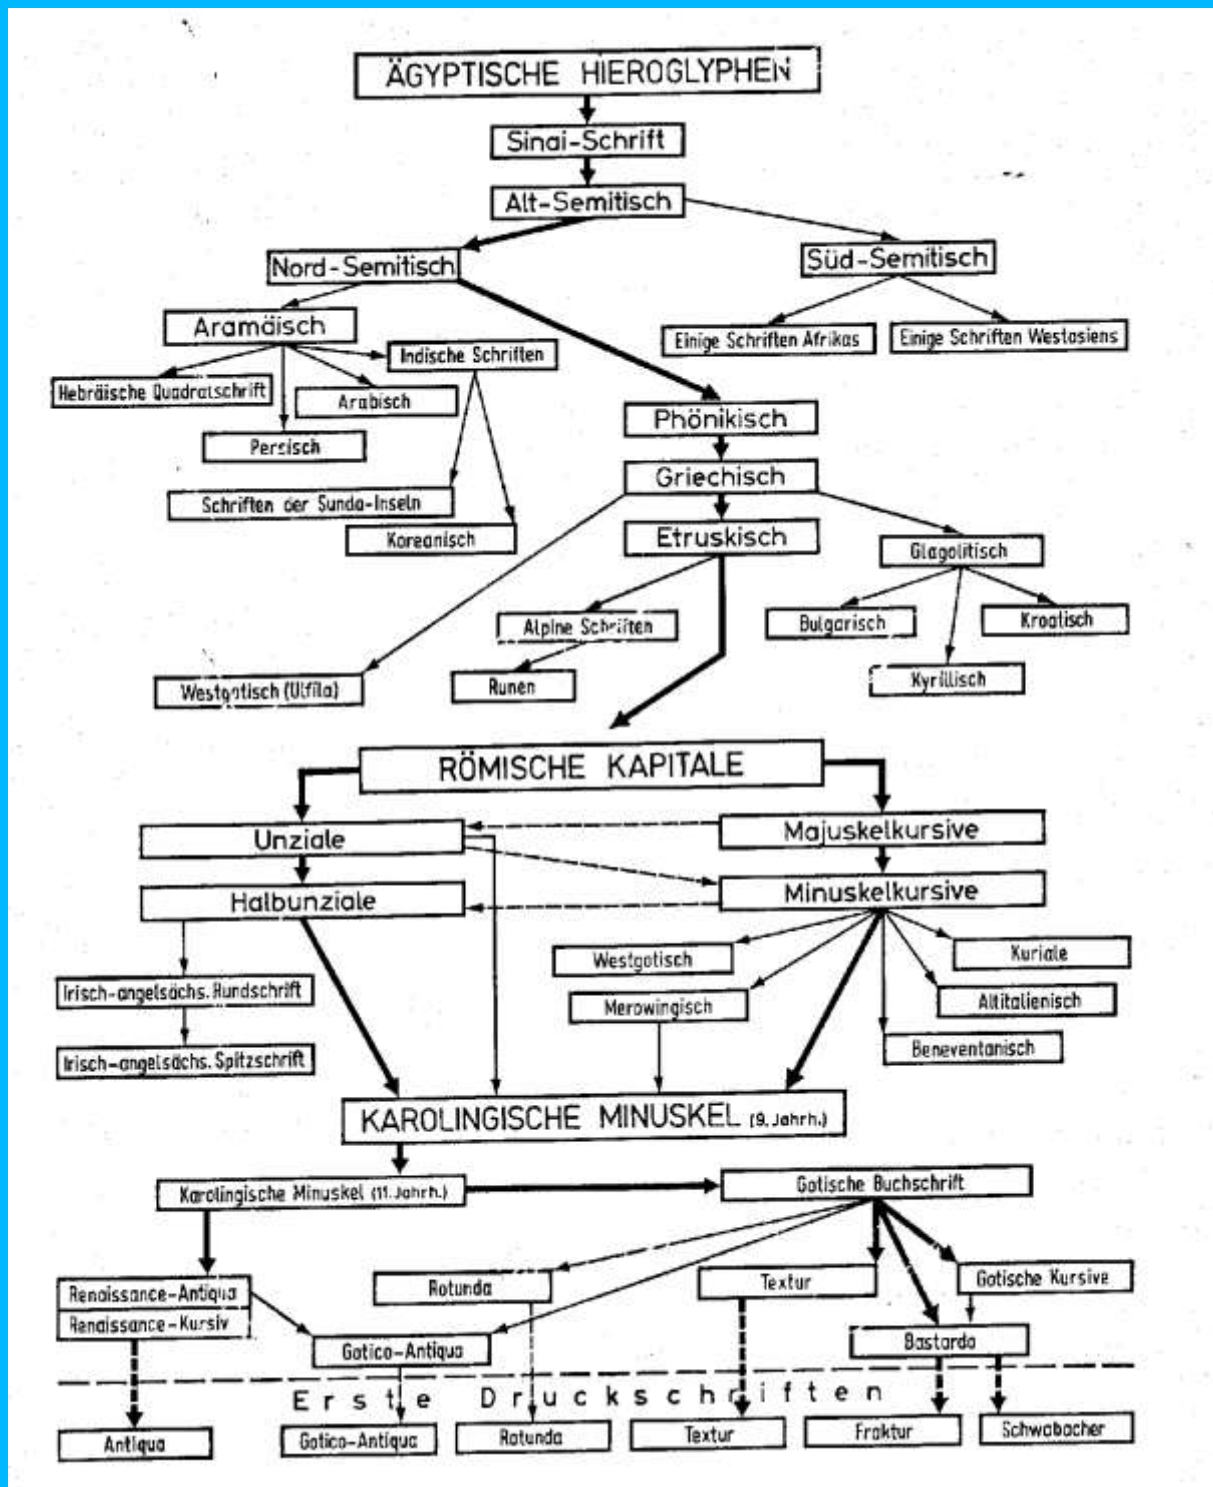 ÄGYPTISCHE HIEROGLYPHEN
Sinai-Schrift
Alt-Semitisch
Nord-Semitisch
Süd-Semitisch
Aramäisch
Indische Schriften
Einige Schriften Afrikas
Einige Schriften Westasiens
Hebräische Quadratschrift
Arabisch
Persisch
Phönikisch
Griechisch
Schriften der Sunda-Inseln
Koreanisch
Etruskisch
Glagolitisch
Alpine Schriften
Bulgarisch
Kroatisch
Westgotisch (Ulfila)
Runen
Kyrillisch
RÖMISCHE KAPITALE
Unziale
Majuskelkursive
Halbunziale
Minuskelkursive
Westgotisch
Kuriale
Irisch-angelsächs. Rundschrift
Merowingisch
Altitalienisch
Irisch-angelsächs. Spitzschrift
Beneventanisch
KAROLINGISCHE MINUSKEL (9. Jahrh.)
Karolingische Minuskel (11. Jahrh.)
Gotische Buchschrift
Renaissance-Antiqua
Renaissance-Kursiv
Rotunda
Textur
Gotische Kursive
Gotico-Antiqua
Bastarda
Erste Druckschriften
Antiqua
Gotico-Antiqua
Rotunda
Textur
Fraktur
Schwabacher